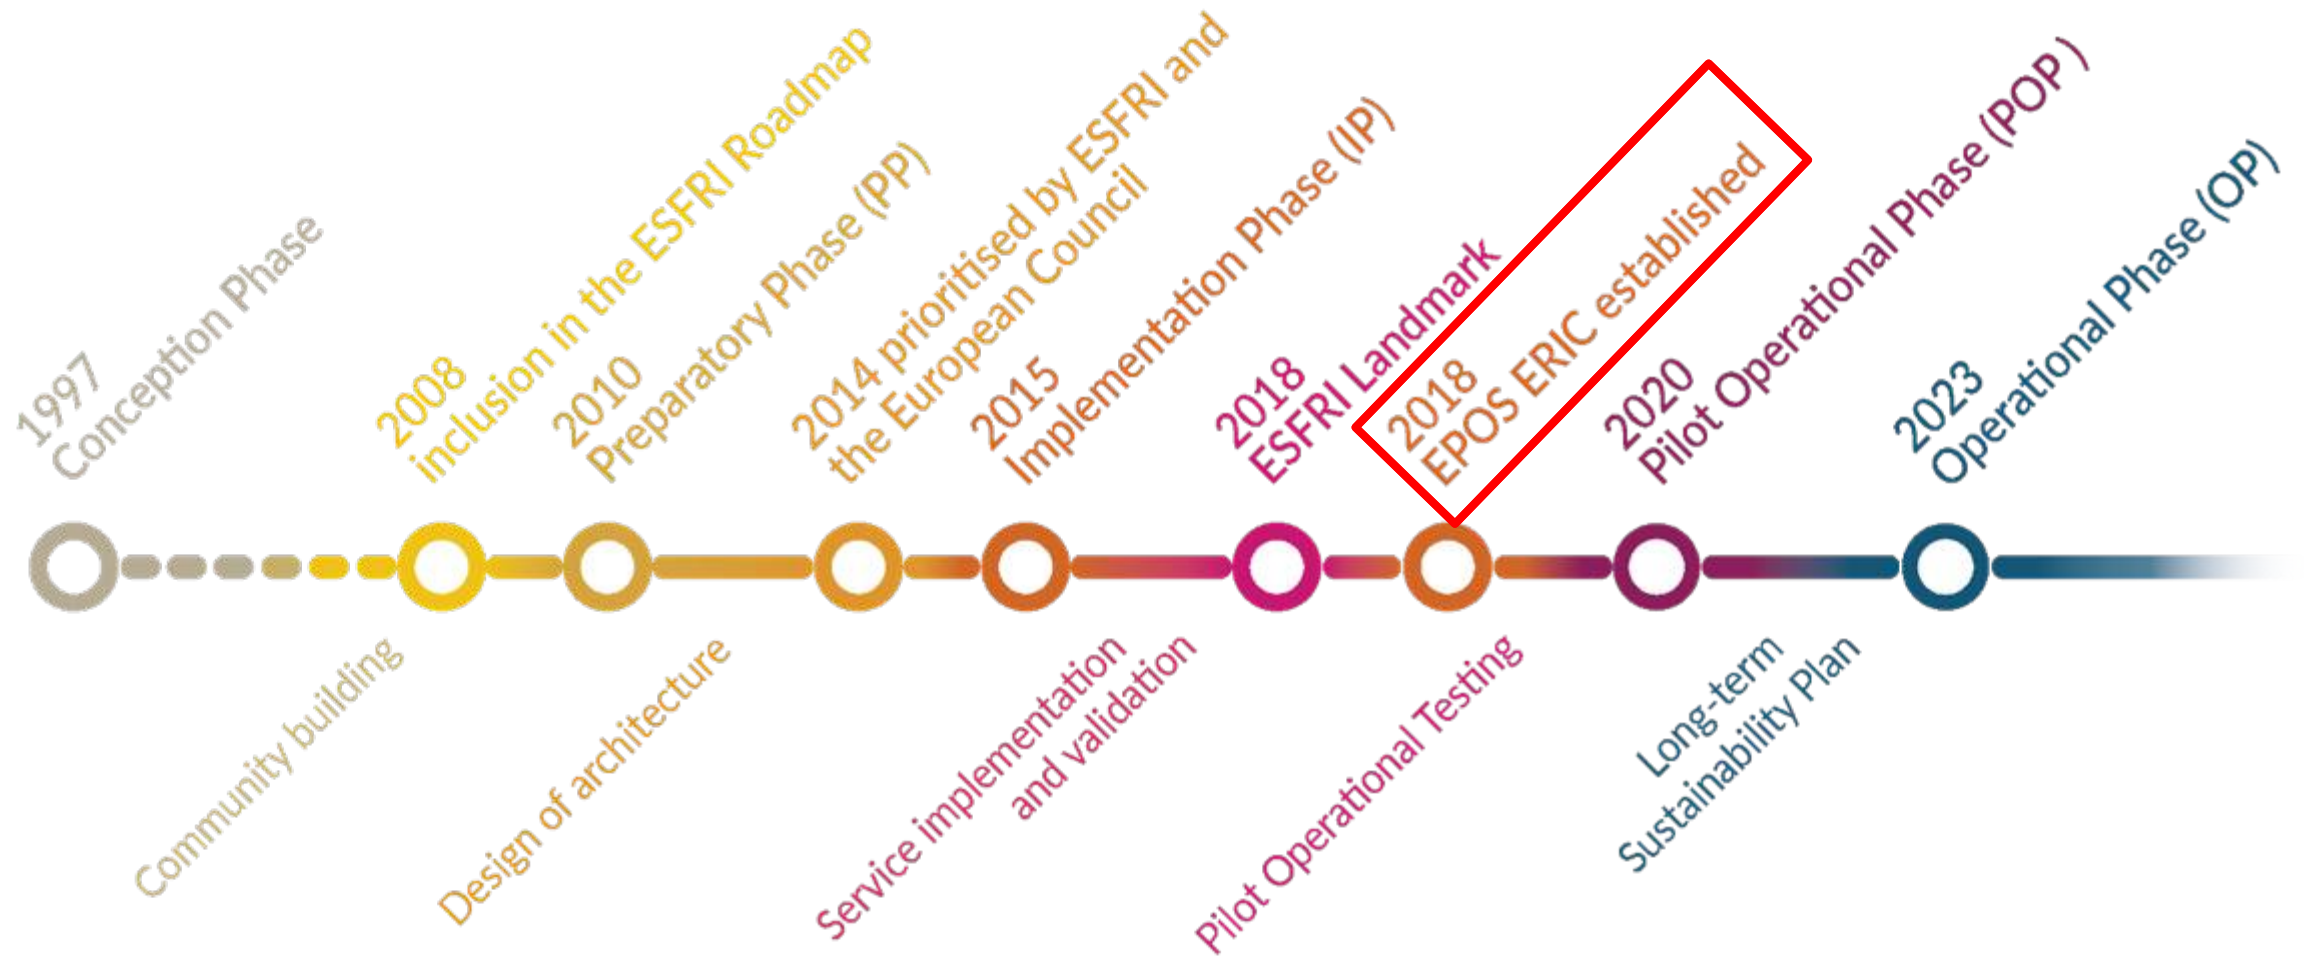 1997
Conception Phase
2008
inclusion in the ESFRI Roadmap
2010
Preparatory Phase (PP)
2014 prioritised by ESFRI and
the European Council
2015
Implementation Phase (IP)
2018
ESFRI Landmark
2018
EPOS ERIC established
2020
Pilot Operational Phase (POP )
2023
Operational Phase (OP)
Community building
Design of architecture
Service implementation
and validation
Pilot Operational Testing
Long-term
Sustainability Plan